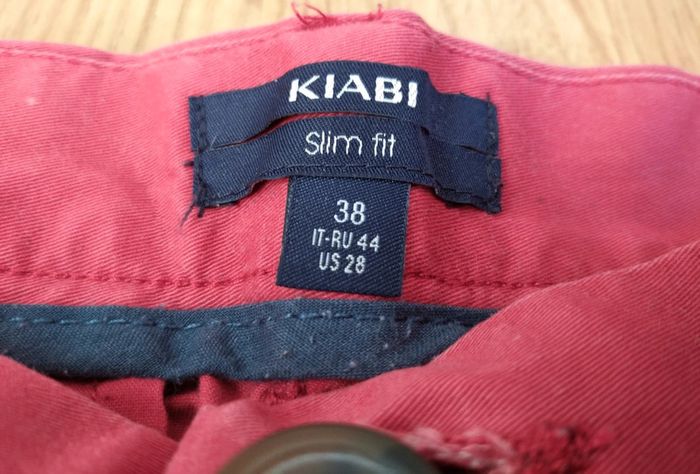 KIABI
Slim fit
38
IT-RU 44
US 28